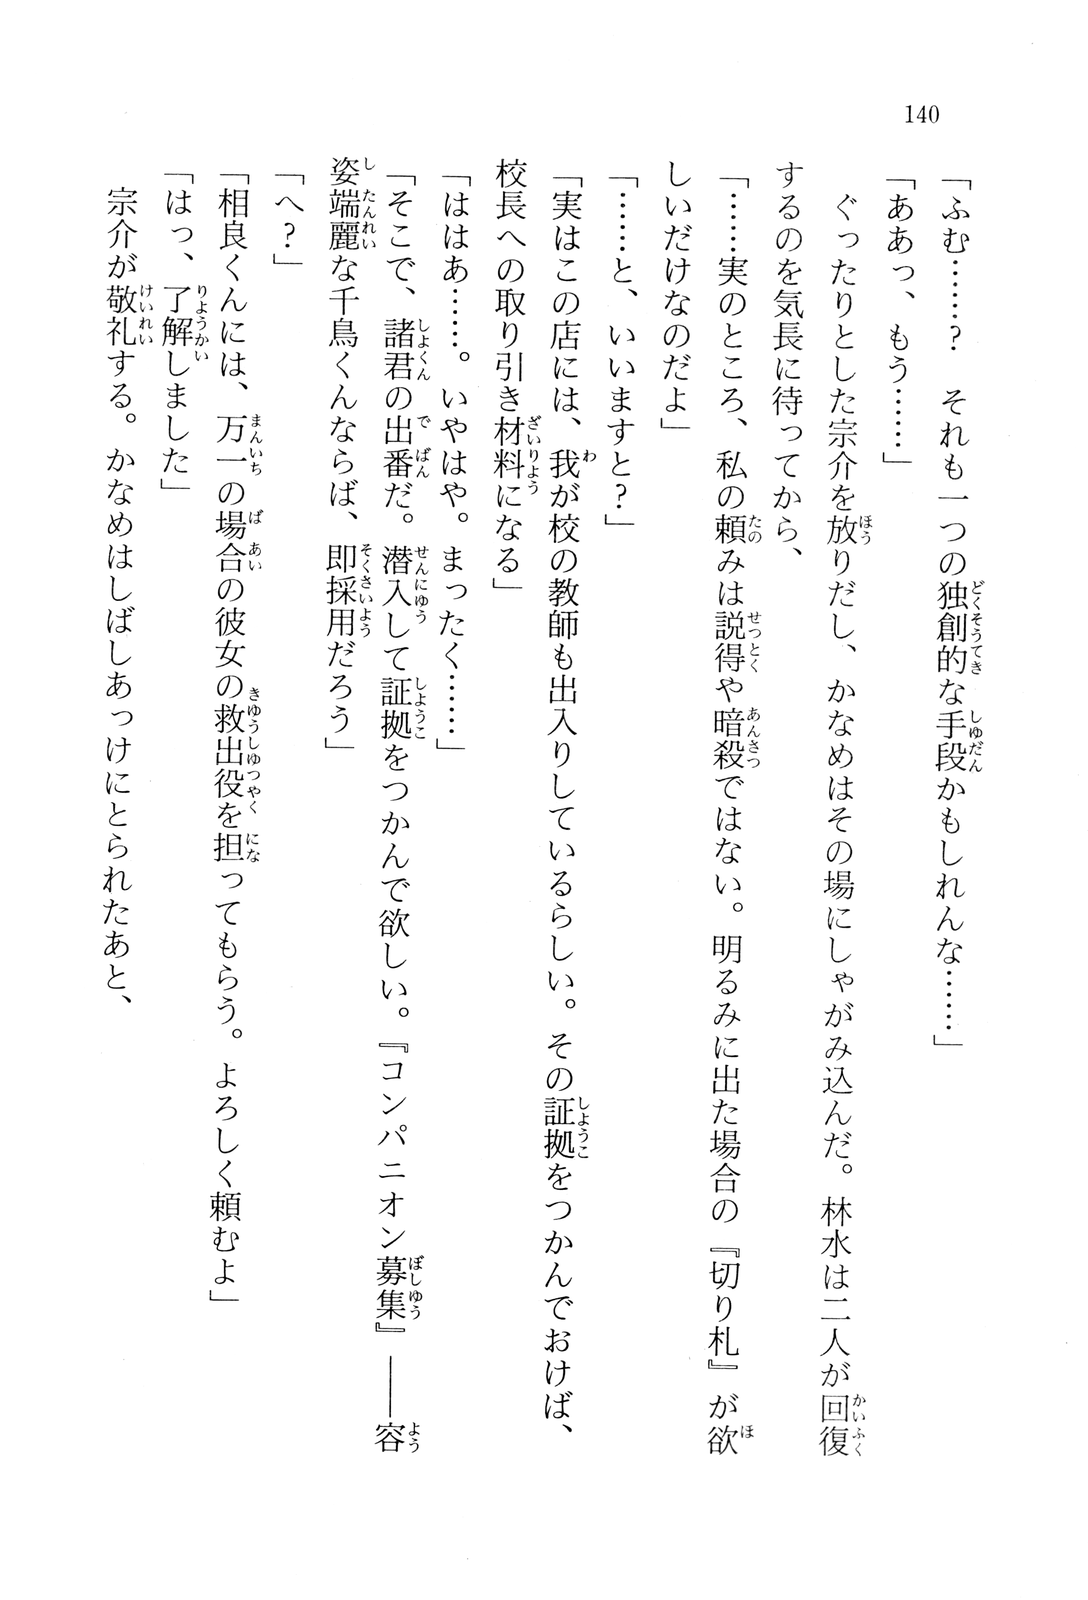 140
「ふむ……？　それも一つの独創的な手段かもしれんな……」
「ああっ、もう……」
　ぐったりとした宗介を放りだし、かなめはその場にしゃがみ込んだ。林水は二人が回復
するのを気長に待ってから、
「……実のところ、私の頼みは説得や暗殺ではない。明るみに出た場合の『切り札』が欲
しいだけなのだよ」
「……と、いいますと？」
「実はこの店には、我が校の教師も出入りしているらしい。その証拠をつかんでおけば、
校長への取り引き材料になる」
「ははあ……。いやはや。まったく……」
「そこで、諸君の出番だ。潜入して証拠をつかんで欲しい。『コンパニオン募集』――容
姿端麗な千鳥くんならば、即採用だろう」
「へ？」
「相良くんには、万一の場合の彼女の救出役を担ってもらう。よろしく頼むよ」
「はっ、了解しました」
　宗介が敬礼する。かなめはしばしあっけにとられたあと、